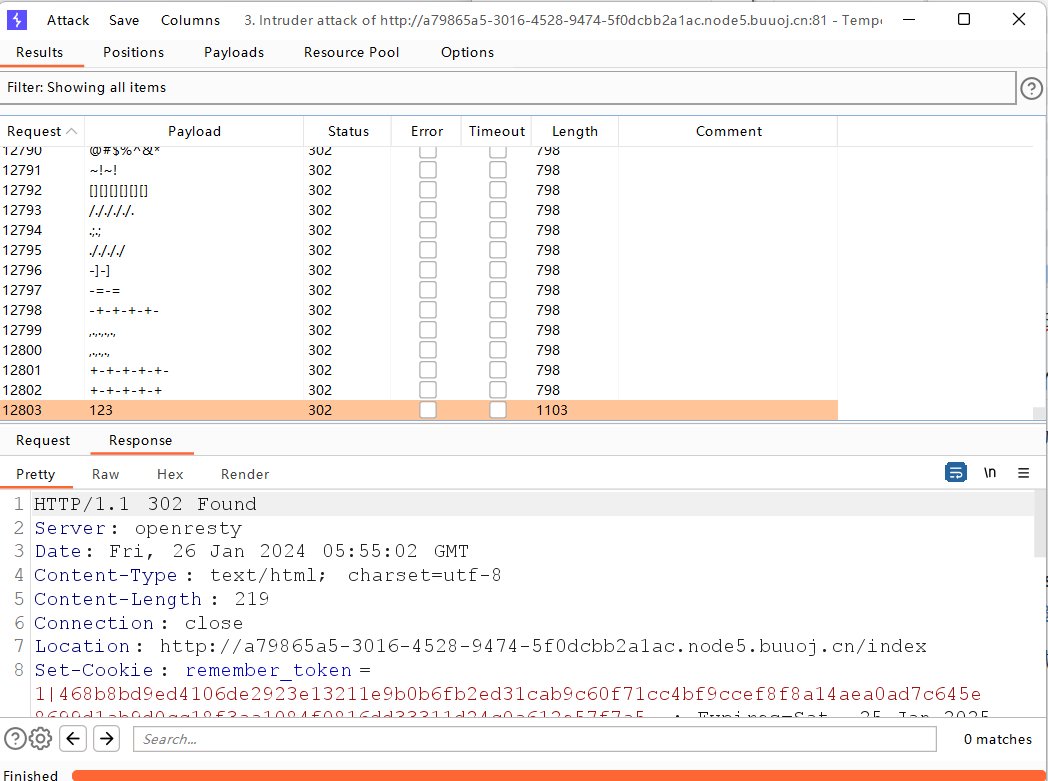 Attack Save Columns 3. Intruder attack of http://a79865a5-3016-4528-9474-5f0dcbb2a1ac.node5.buuoj.cn:81 - Tempo
Results Positions Payloads Resource Pool Options
Filter: Showing all items
Request Payload Status Error Timeout Length Comment
12790 @#$%^&* 302 798
12791 ~!~! 302 798
12792 [][][][][][] 302 798
12793 /././././. 302 798
12794 .;.; 302 798
12795 ./././/  302 798
12796 -]-] 302 798
12797 -=-= 302 798
12798 -+-+-+-+- 302 798
12799 302 798
12800 302 798
12801 +-+-+-+-+- 302 798
12802 +-+-+-+-+ 302 798
12803 123 302 1103
Request Response
Pretty Raw Hex Render \n
1 HTTP/1.1 302 Found
2 Server: openresty
3 Date: Fri, 26 Jan 2024 05:55:02 GMT
4 Content-Type: text/html; charset=utf-8
5 Content-Length: 219
6 Connection: close
7 Location: http://a79865a5-3016-4528-9474-5f0dcbb2a1ac.node5.buuoj.cn/index
8 Set-Cookie: remember_token=
1|468b8bd9ed4106de2923e13211e9b0b6fb2ed31cab9c60f71cc4bf9ccef8f8a14aea0ad7c645e
; Expires=Sat, 25 Jan 2025
Search... 0 matches
Finished